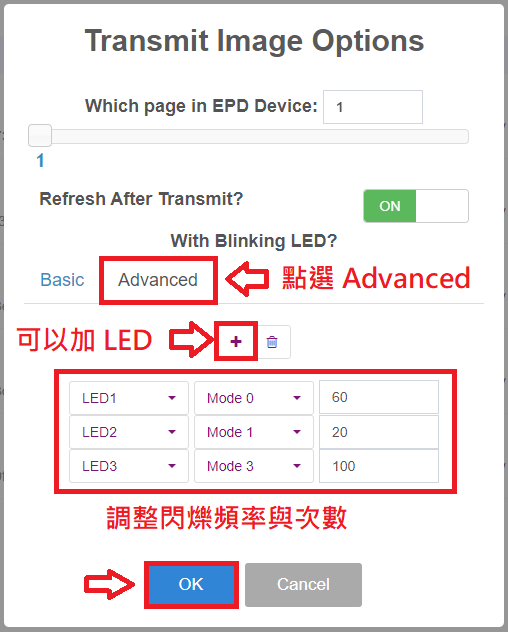 Transmit Image Options
Which page in EPD Device: 1
1
Refresh After Transmit? ON
With Blinking LED?
Basic Advanced 點選 Advanced
可以加 LED +
LED1 Mode 0 60
LED2 Mode 1 20
LED3 Mode 3 100
調整閃爍頻率與次數
OK Cancel